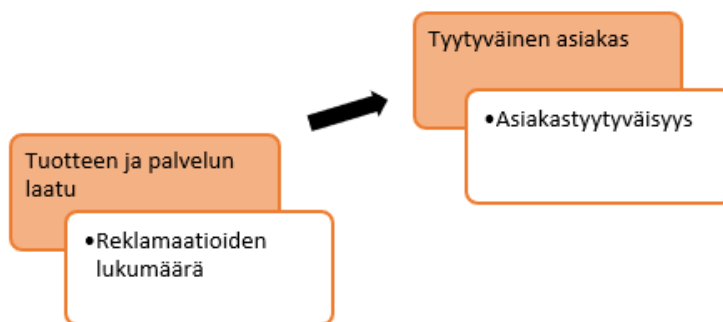 Tyytyväinen asiakas
•Asiakastyytyväisyys
Tuotteen ja palvelun
laatu
•Reklamaatioiden
lukumäärä